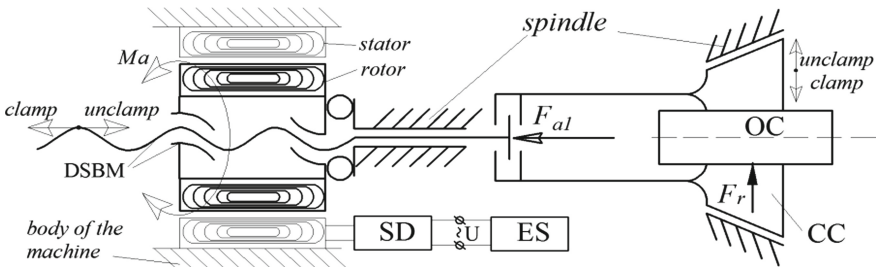 spindle
stator
Ma
rotor
unclamp
clamp
clamp
unclamp
Fa1
OC
DSBM
Fr
body of the
machine
SD
~U
ES
CC